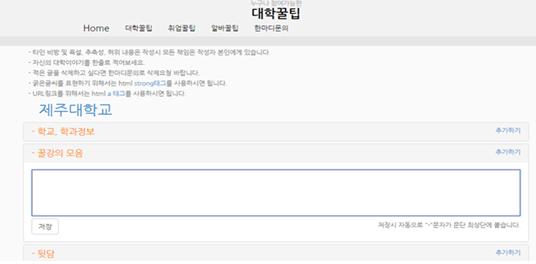 누구나 참여가능한
대학꿀팁
Home 대학꿀팁 취업꿀팁 알바꿀팁 한마디문의
- 타인 비방 및 욕설, 추측성, 허위 내용은 작성시 모든 책임은 작성자 본인에게 있습니다.
- 자신의 대학이야기를 한줄로 적어보세요.
- 적은 글을 삭제하고 싶다면 한마디문의로 삭제요청 바랍니다.
- 굵은글씨를 표현하기 위해서는 html strong태그를 사용하시면 됩니다.
- URL링크를 위해서는 html a 태그를 사용하시면 됩니다.
제주대학교
- 학교, 학과정보 추가하기
- 꿀강의 모음 추가하기
저장 저장시 자동으로 "-"문자가 문단 최상단에 붙습니다.
- 뒷담 추가하기